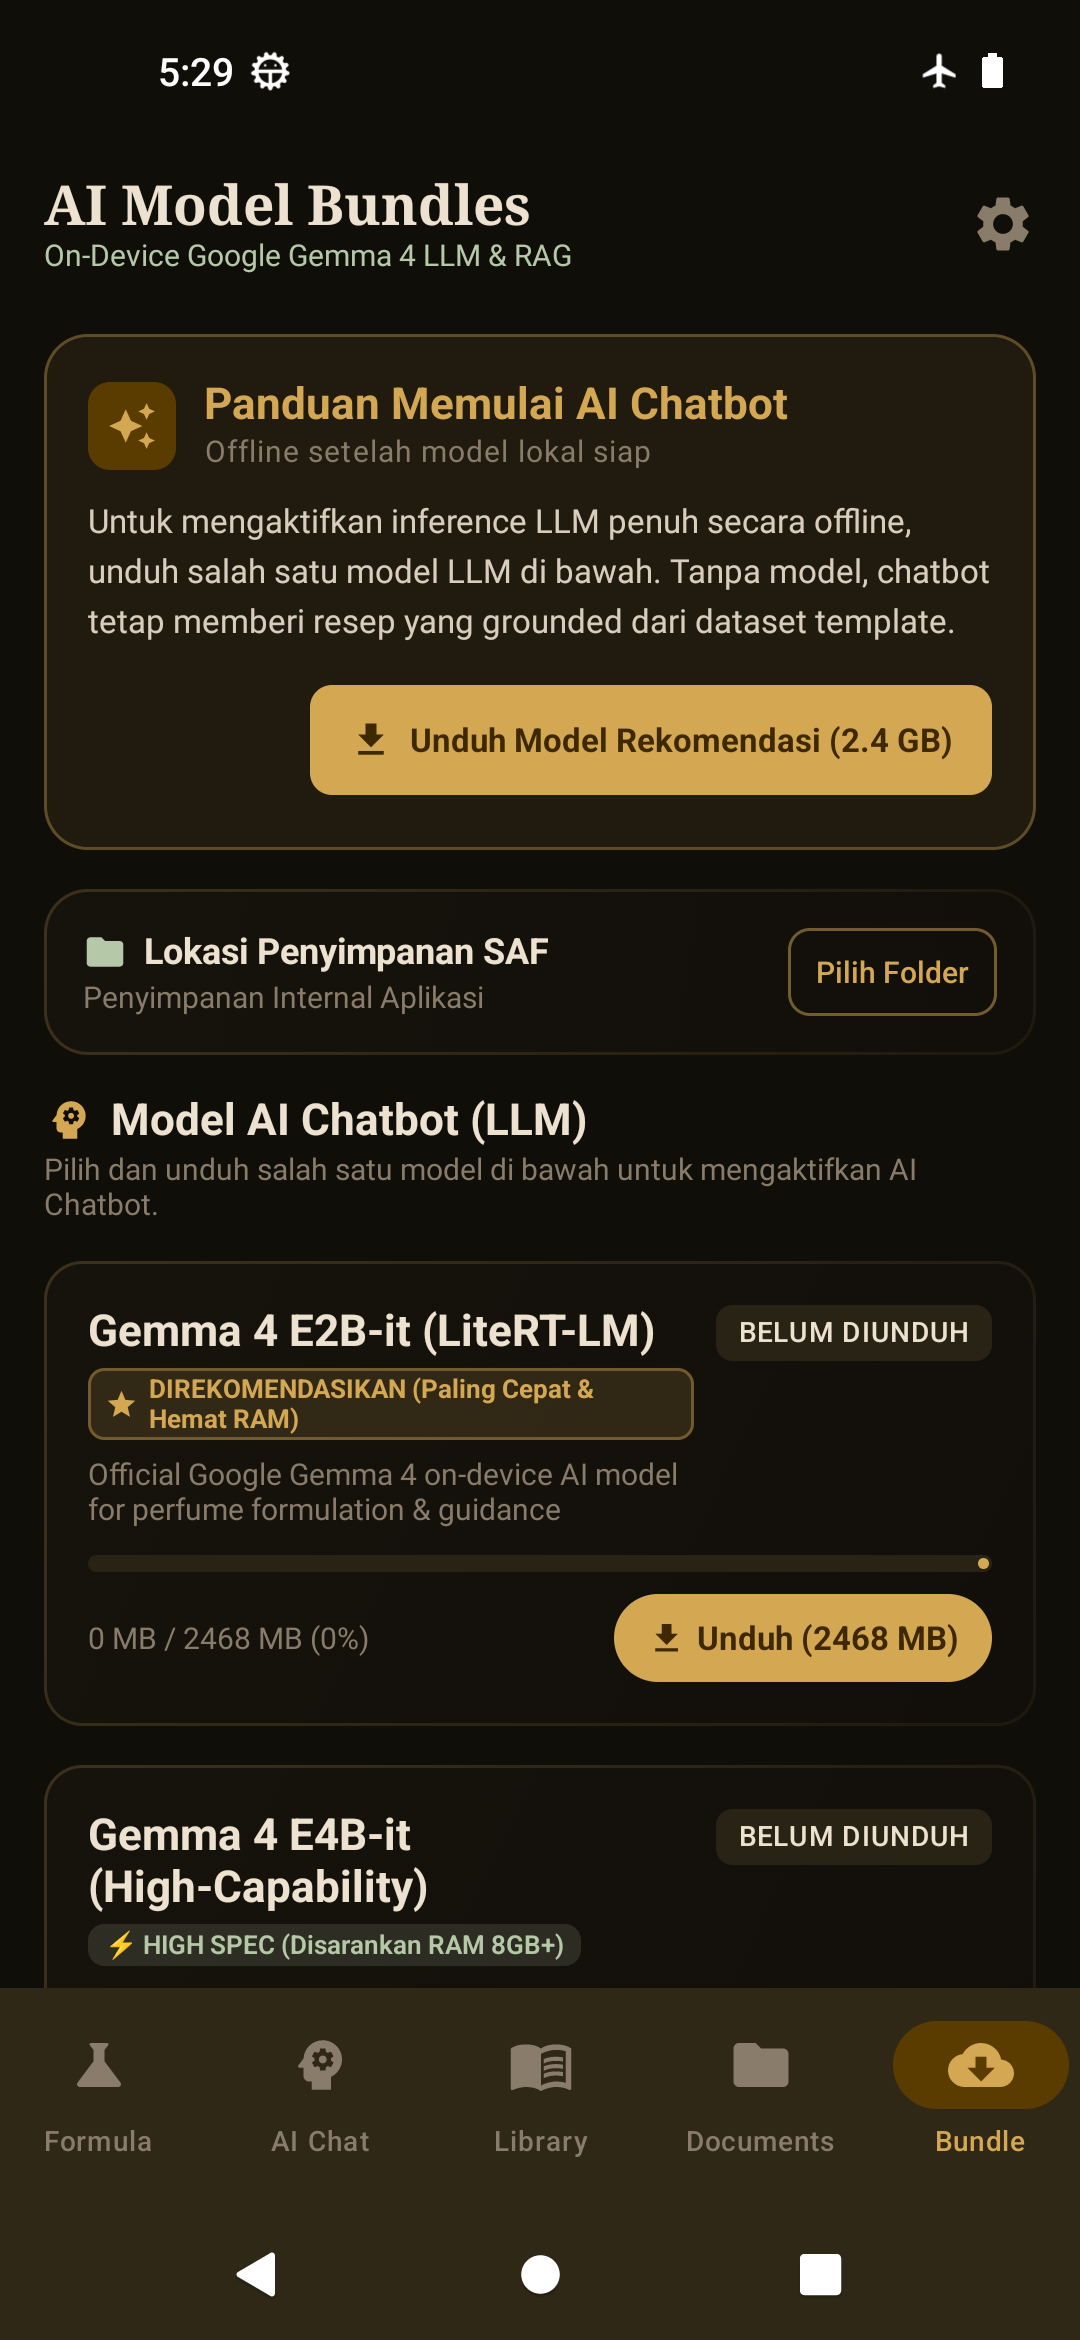 5:29
AI Model Bundles
On-Device Google Gemma 4 LLM & RAG
Panduan Memulai AI Chatbot
Offline setelah model lokal siap
Untuk mengaktifkan inference LLM penuh secara offline,
unduh salah satu model LLM di bawah. Tanpa model, chatbot
tetap memberi resep yang grounded dari dataset template.
Unduh Model Rekomendasi (2.4 GB)
Lokasi Penyimpanan SAF
Penyimpanan Internal Aplikasi
Pilih Folder
Model AI Chatbot (LLM)
Pilih dan unduh salah satu model di bawah untuk mengaktifkan AI
Chatbot.
Gemma 4 E2B-it (LiteRT-LM)
BELUM DIUNDUH
DIREKOMENDASIKAN (Paling Cepat &
Hemat RAM)
Official Google Gemma 4 on-device AI model
for perfume formulation & guidance
0 MB / 2468 MB (0%)
Unduh (2468 MB)
Gemma 4 E4B-it
(High-Capability)
BELUM DIUNDUH
⚡ HIGH SPEC (Disarankan RAM 8GB+)
Formula
AI Chat
Library
Documents
Bundle